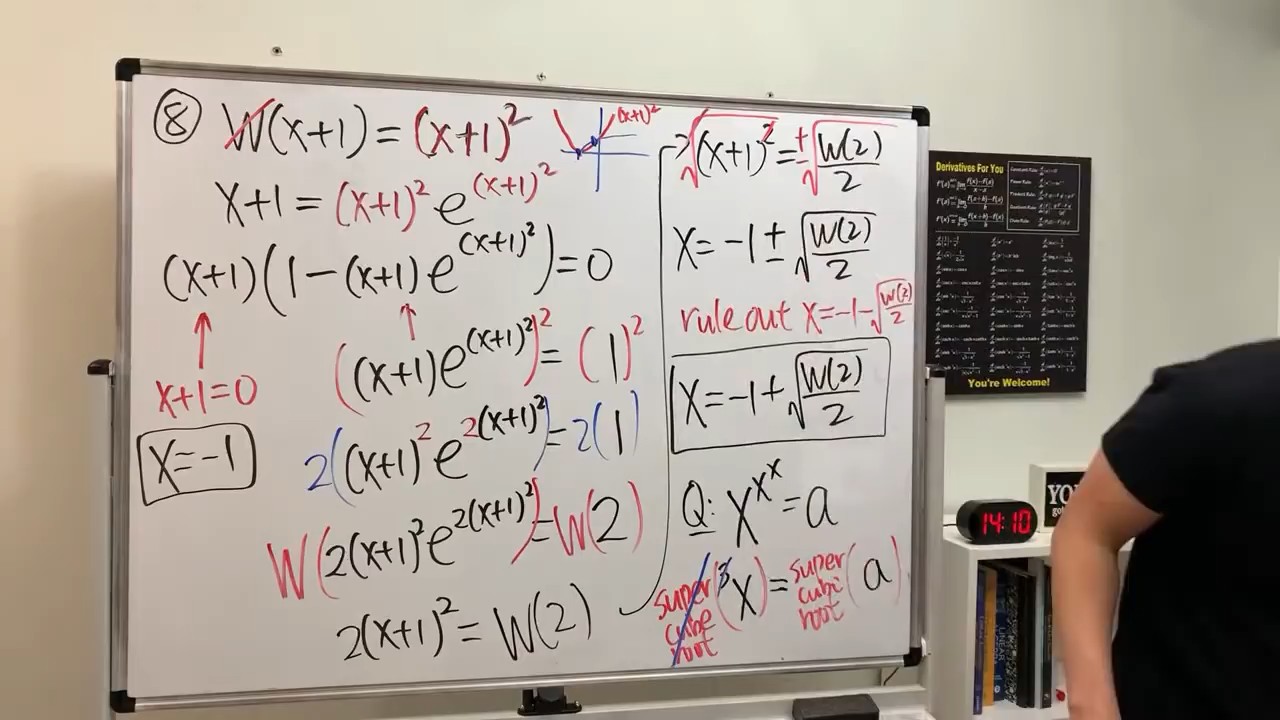 ⑧ W(x+1) = (x+1)²
(x+1)²
x+1 = (x+1)² e^(x+1)²
(x+1)(1-(x+1)e^(x+1)²) = 0
x+1=0
x=-1
((x+1)e^(x+1)²)² = (1)²
2((x+1)² e^2(x+1)²) = 2(1)
W(2(x+1)² e^2(x+1)²) = W(2)
2(x+1)² = W(2)
√(x+1)² = ±√W(2)/2
x = -1 ± √W(2)/2
rule out x=-1-√W(2)/2
x = -1 + √W(2)/2
Q: x^x^x = a
super cube root (³x) = super cube root (a)
Derivatives For You
You're Welcome!
14:10
YO